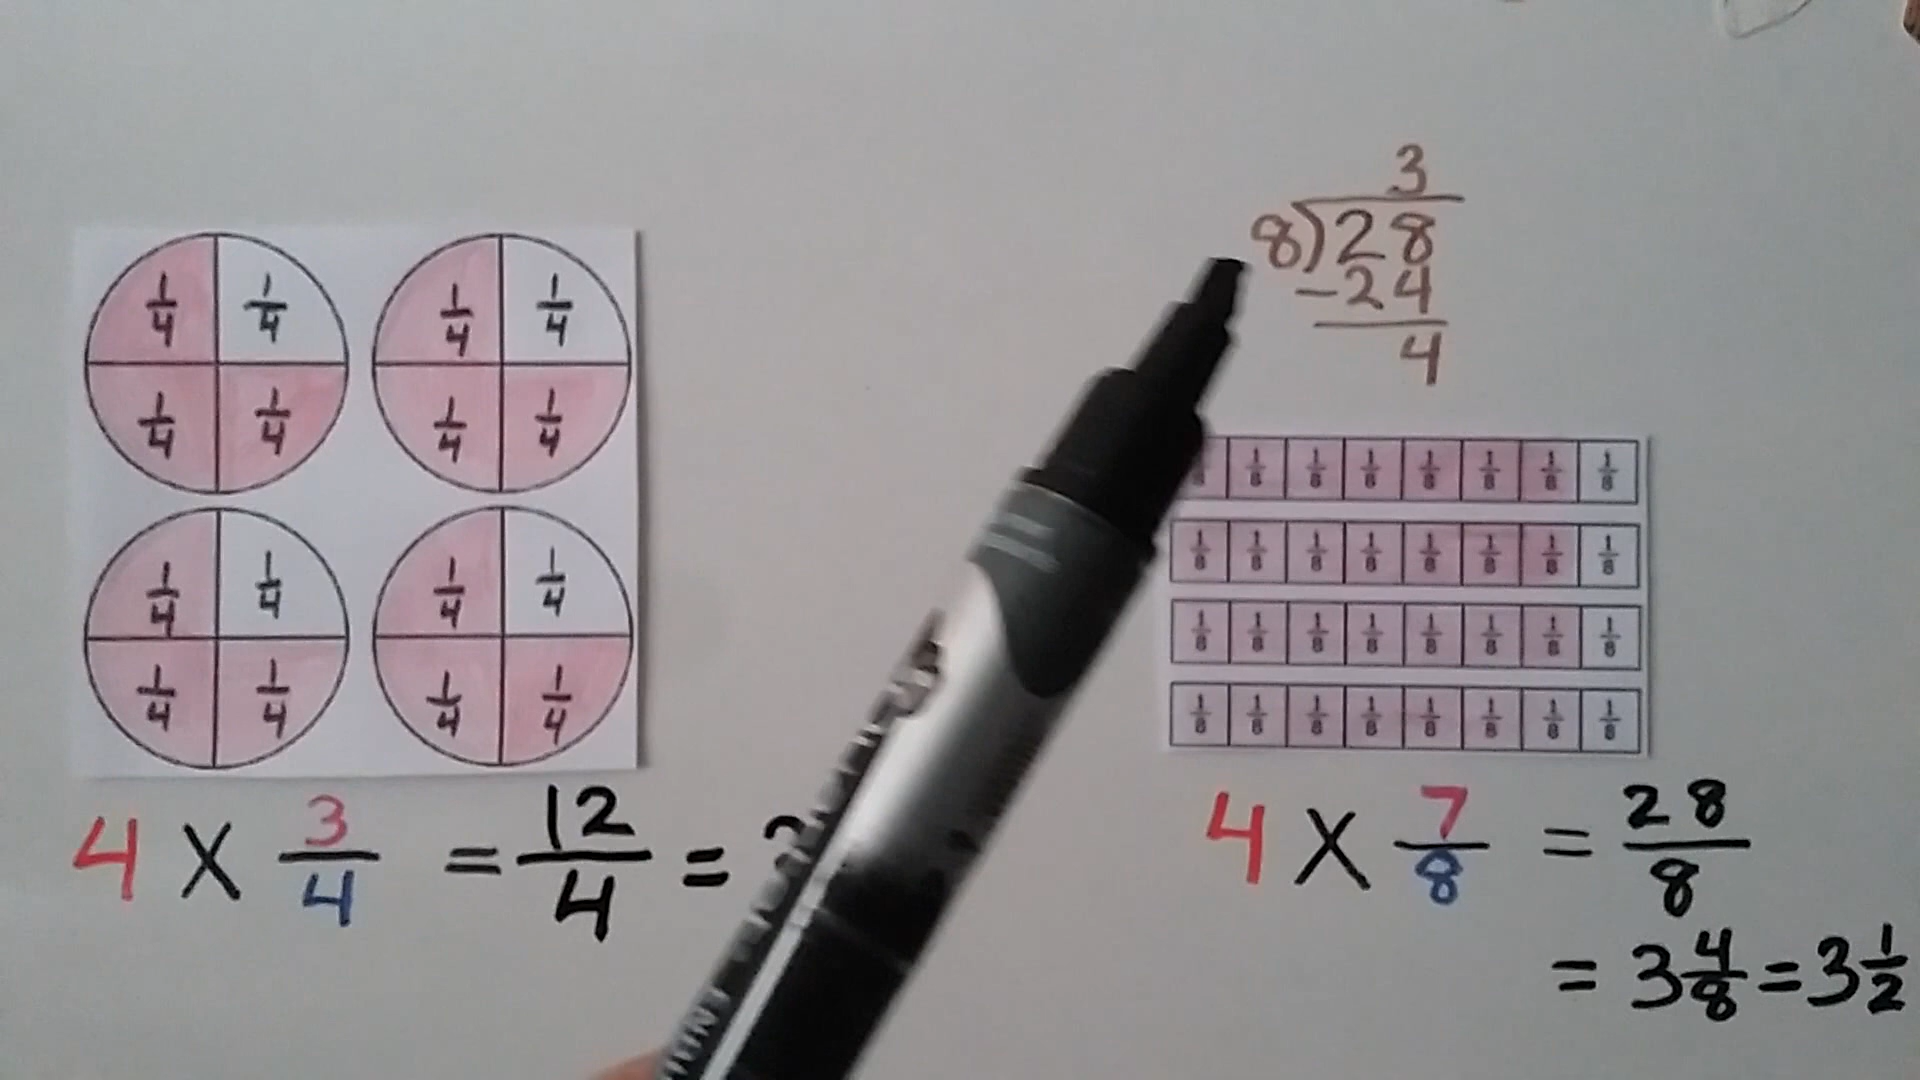 3
8)28
-24
4
1/4 1/4 1/4 1/4
1/4 1/4 1/4 1/4
1/4 1/4 1/4 1/4
1/4 1/4 1/4 1/4
1/8 1/8 1/8 1/8 1/8 1/8 1/8
1/8 1/8 1/8 1/8 1/8 1/8 1/8 1/8
1/8 1/8 1/8 1/8 1/8 1/8 1/8 1/8
1/8 1/8 1/8 1/8 1/8 1/8 1/8 1/8
4 X 3/4 = 12/4 =
4 X 7/8 = 28/8
= 3 4/8 = 3 1/2